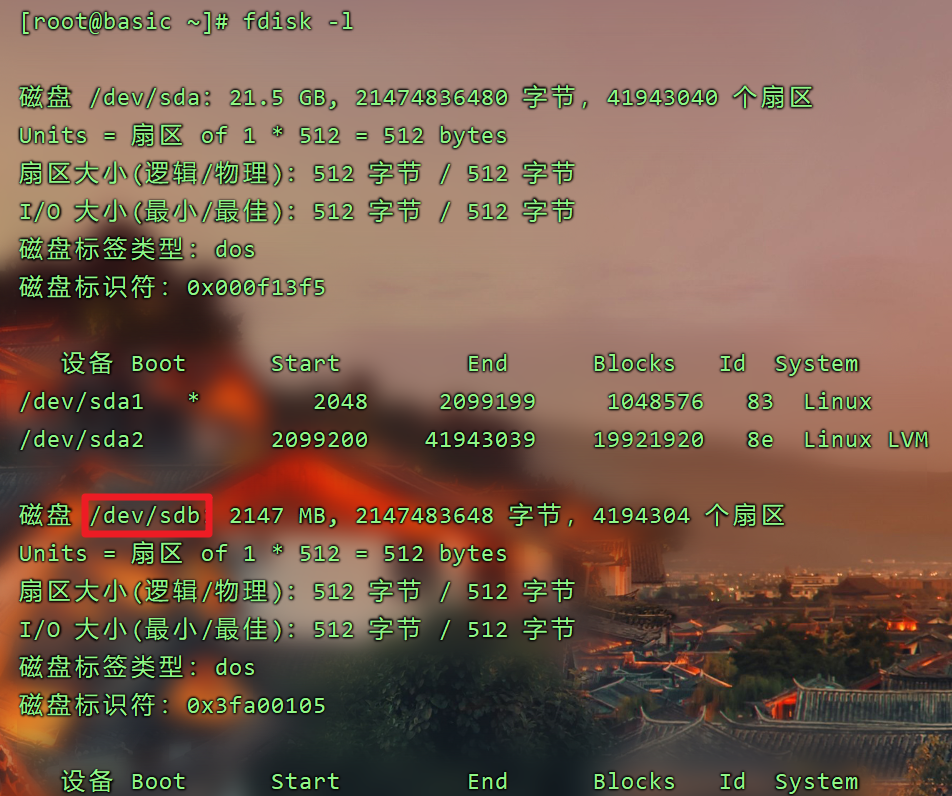 [root@basic ~]# fdisk -l
磁盘 /dev/sda: 21.5 GB, 21474836480 字节, 41943040 个扇区
Units = 扇区 of 1 * 512 = 512 bytes
扇区大小(逻辑/物理): 512 字节 / 512 字节
I/O 大小(最小/最佳): 512 字节 / 512 字节
磁盘标签类型: dos
磁盘标识符: 0x000f13f5
设备 Boot Start End Blocks Id System
/dev/sda1 * 2048 2099199 1048576 83 Linux
/dev/sda2 2099200 41943039 19921920 8e Linux LVM
磁盘 /dev/sdb 2147 MB, 2147483648 字节, 4194304 个扇区
Units = 扇区 of 1 * 512 = 512 bytes
扇区大小(逻辑/物理): 512 字节 / 512 字节
I/O 大小(最小/最佳): 512 字节 / 512 字节
磁盘标签类型: dos
磁盘标识符: 0x3fa00105
设备 Boot Start End Blocks Id System